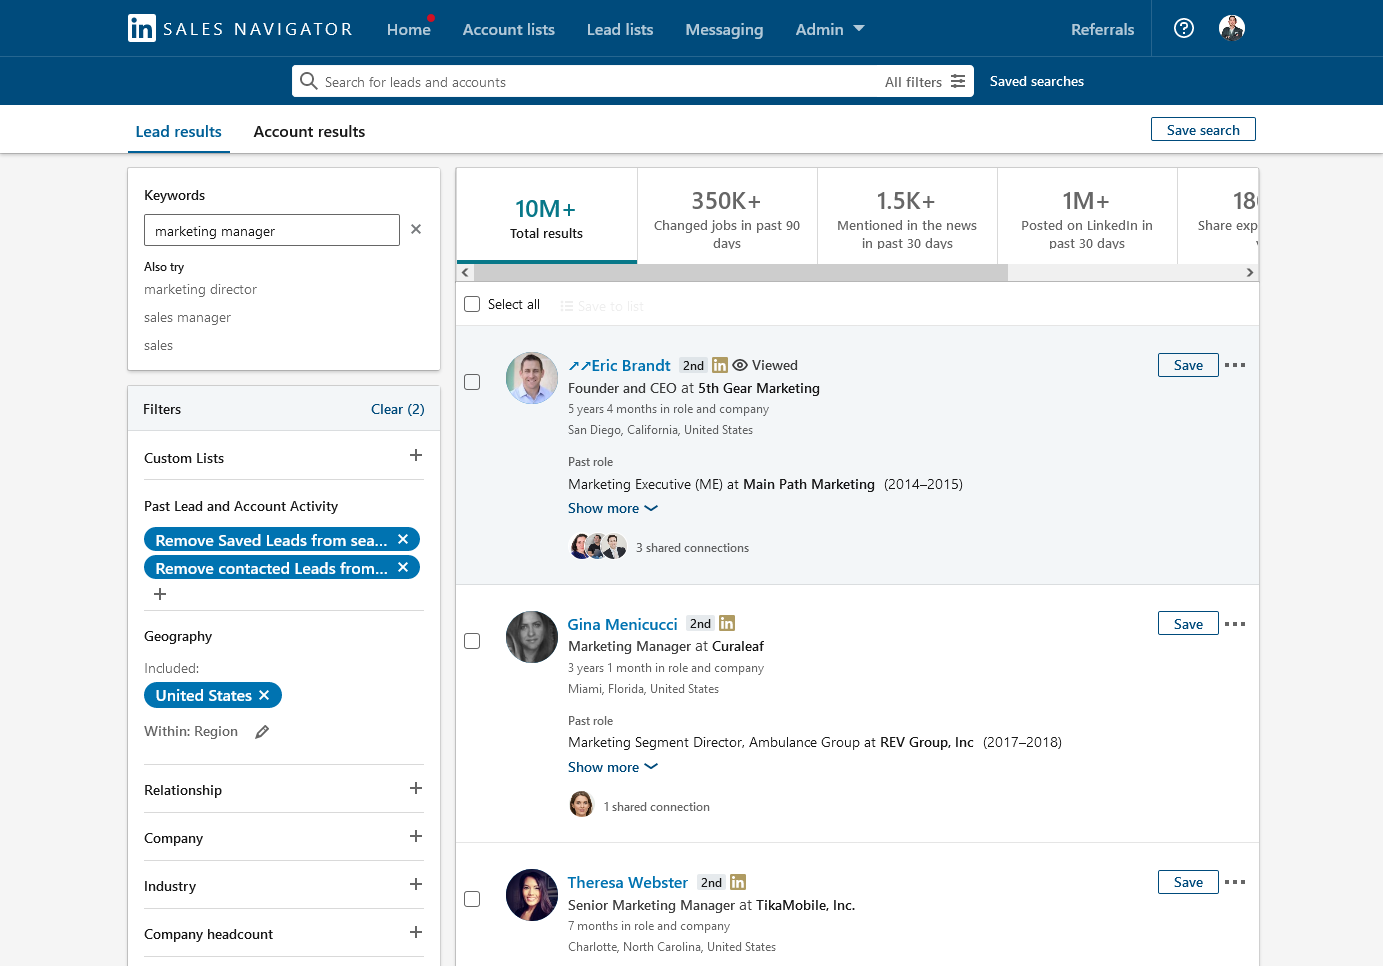 in SALES NAVIGATOR
Home
Account lists
Lead lists
Messaging
Admin
Referrals
Search for leads and accounts
All filters
Saved searches
Lead results
Account results
Save search
Keywords
marketing manager
Also try
marketing director
sales manager
sales
Filters
Clear (2)
Custom Lists
Past Lead and Account Activity
Remove Saved Leads from sea...
Remove contacted Leads from...
Geography
Included:
United States
Within: Region
Relationship
Company
Industry
Company headcount
10M+
Total results
350K+
Changed jobs in past 90
days
1.5K+
Mentioned in the news
in past 30 days
1M+
Posted on LinkedIn in
past 30 days
18
Share exp
Select all
Save to list
↗↗Eric Brandt 2nd in Viewed
Save
Founder and CEO at 5th Gear Marketing
5 years 4 months in role and company
San Diego, California, United States
Past role
Marketing Executive (ME) at Main Path Marketing (2014–2015)
Show more
3 shared connections
Gina Menicucci 2nd in
Save
Marketing Manager at Curaleaf
3 years 1 month in role and company
Miami, Florida, United States
Past role
Marketing Segment Director, Ambulance Group at REV Group, Inc (2017–2018)
Show more
1 shared connection
Theresa Webster 2nd in
Save
Senior Marketing Manager at TikaMobile, Inc.
7 months in role and company
Charlotte, North Carolina, United States